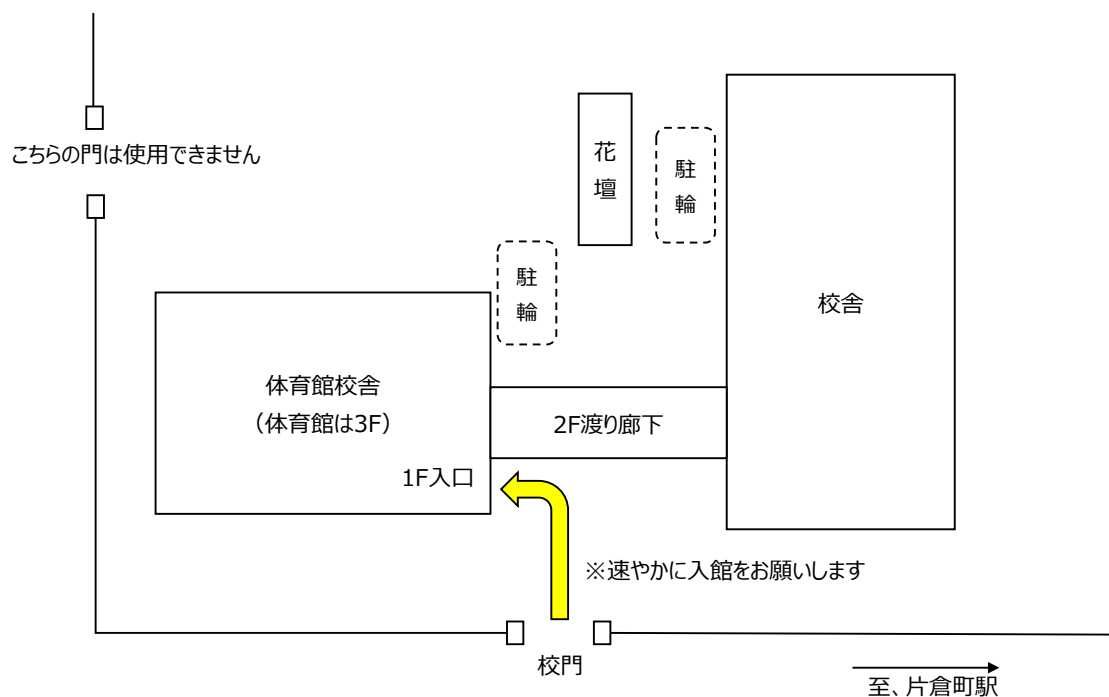 こちらの門は使用できません
花壇
駐輪
駐輪
校舎
体育館校舎
（体育館は3F）
2F渡り廊下
1F入口
※速やかに入館をお願いします
校門
至、片倉町駅